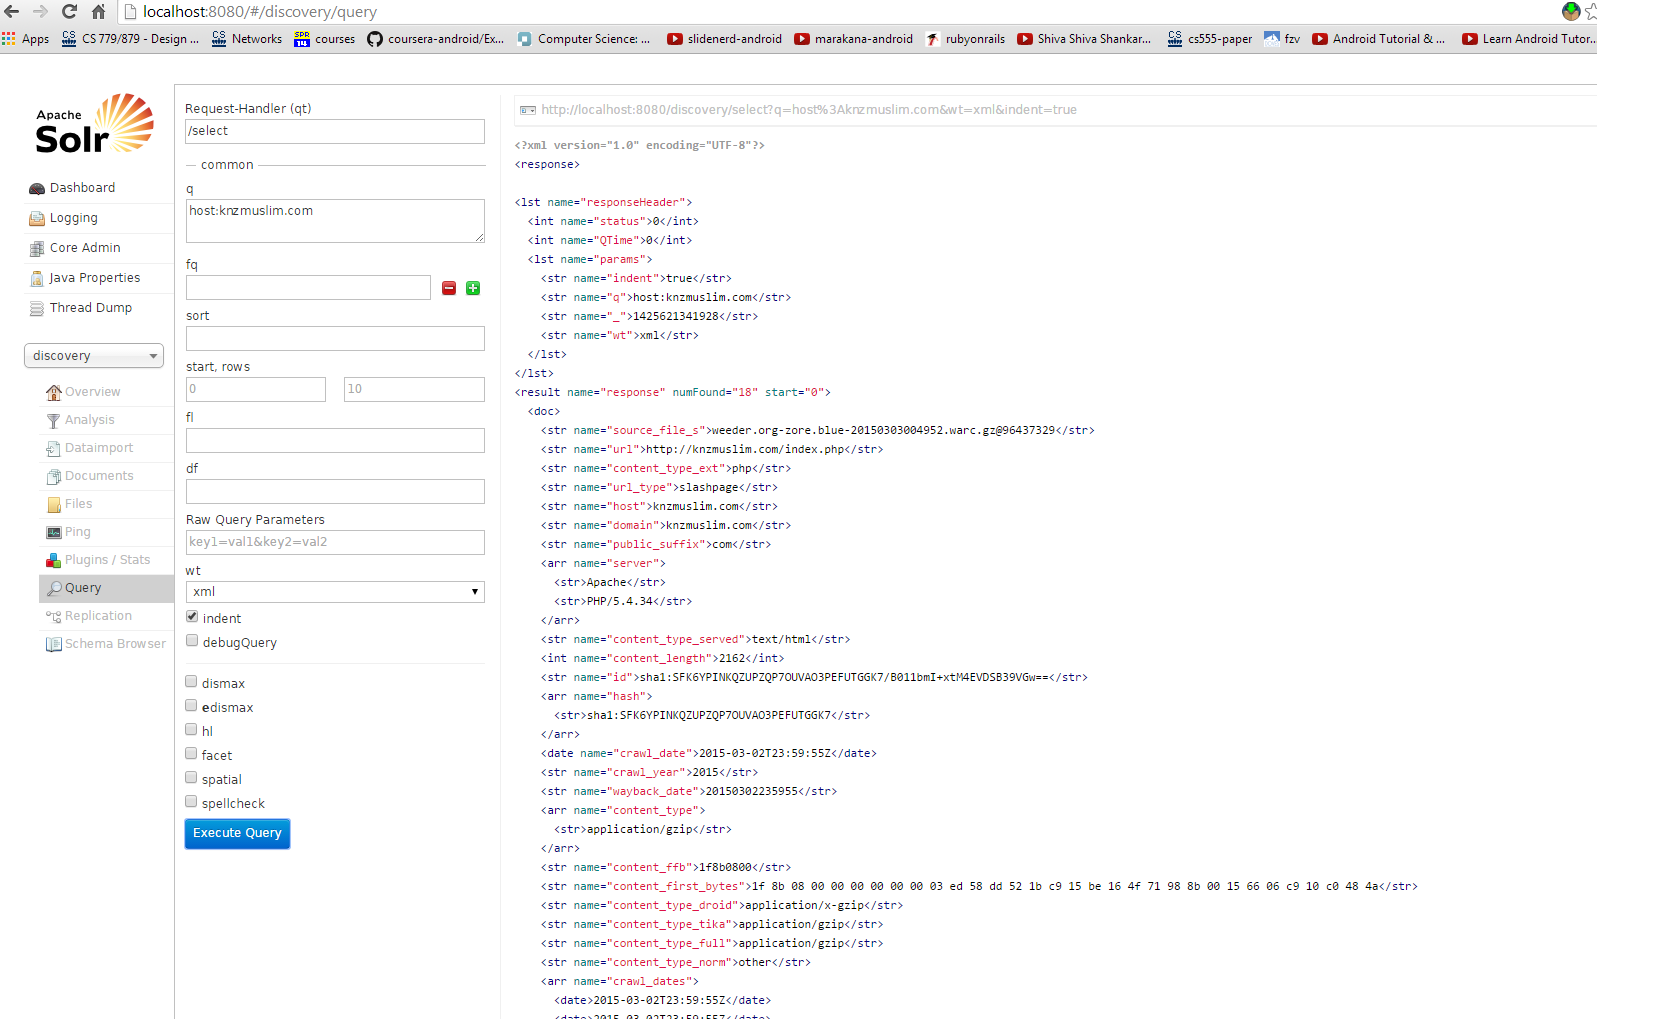 localhost:8080/#/discovery/query
Apps CS 779/879 - Design ... Networks courses coursera-android/Ex... Computer Science: ... slidenerd-android marakana-android rubyonrails Shiva Shiva Shankar... cs555-paper fzv Android Tutorial & ... Learn Android Tutor...
Apache
Solr
Dashboard
Logging
Core Admin
Java Properties
Thread Dump
discovery
Overview
Analysis
Dataimport
Documents
Files
Ping
Plugins / Stats
Query
Replication
Schema Browser
Request-Handler (qt)
/select
common
q
host:knzmuslim.com
fq
sort
start, rows
0 10
fl
df
Raw Query Parameters
key1=val1&key2=val2
wt
xml
indent
debugQuery
dismax
edismax
hl
facet
spatial
spellcheck
Execute Query
http://localhost:8080/discovery/select?q=host%3Aknzmuslim.com&wt=xml&indent=true
<?xml version="1.0" encoding="UTF-8"?>
<response>
<lst name="responseHeader">
<int name="status">0</int>
<int name="QTime">0</int>
<lst name="params">
<str name="indent">true</str>
<str name="q">host:knzmuslim.com</str>
<str name="_">1425621341928</str>
<str name="wt">xml</str>
</lst>
</lst>
<result name="response" numFound="18" start="0">
<doc>
<str name="source_file_s">weeder.org-zore.blue-20150303004952.warc.gz@96437329</str>
<str name="url">http://knzmuslim.com/index.php</str>
<str name="content_type_ext">php</str>
<str name="url_type">slashpage</str>
<str name="host">knzmuslim.com</str>
<str name="domain">knzmuslim.com</str>
<str name="public_suffix">com</str>
<arr name="server">
<str>Apache</str>
<str>PHP/5.4.34</str>
</arr>
<str name="content_type_served">text/html</str>
<int name="content_length">2162</int>
<str name="id">sha1:SFK6YPINKQZUPZQP7OUVAO3PEFUTGGK7/B011bmI+xtM4EVDSB39VGw==</str>
<arr name="hash">
<str>sha1:SFK6YPINKQZUPZQP7OUVAO3PEFUTGGK7</str>
</arr>
<date name="crawl_date">2015-03-02T23:59:55Z</date>
<str name="crawl_year">2015</str>
<str name="wayback_date">20150302235955</str>
<arr name="content_type">
<str>application/gzip</str>
</arr>
<str name="content_ffb">1f8b0800</str>
<str name="content_first_bytes">1f 8b 08 00 00 00 00 00 00 03 ed 58 dd 52 1b c9 15 be 16 4f 71 98 8b 00 15 66 06 c9 10 c0 48 4a</str>
<str name="content_type_droid">application/x-gzip</str>
<str name="content_type_tika">application/gzip</str>
<str name="content_type_full">application/gzip</str>
<str name="content_type_norm">other</str>
<arr name="crawl_dates">
<date>2015-03-02T23:59:55Z</date>
<date>2015-03-02T23:59:55Z</date>